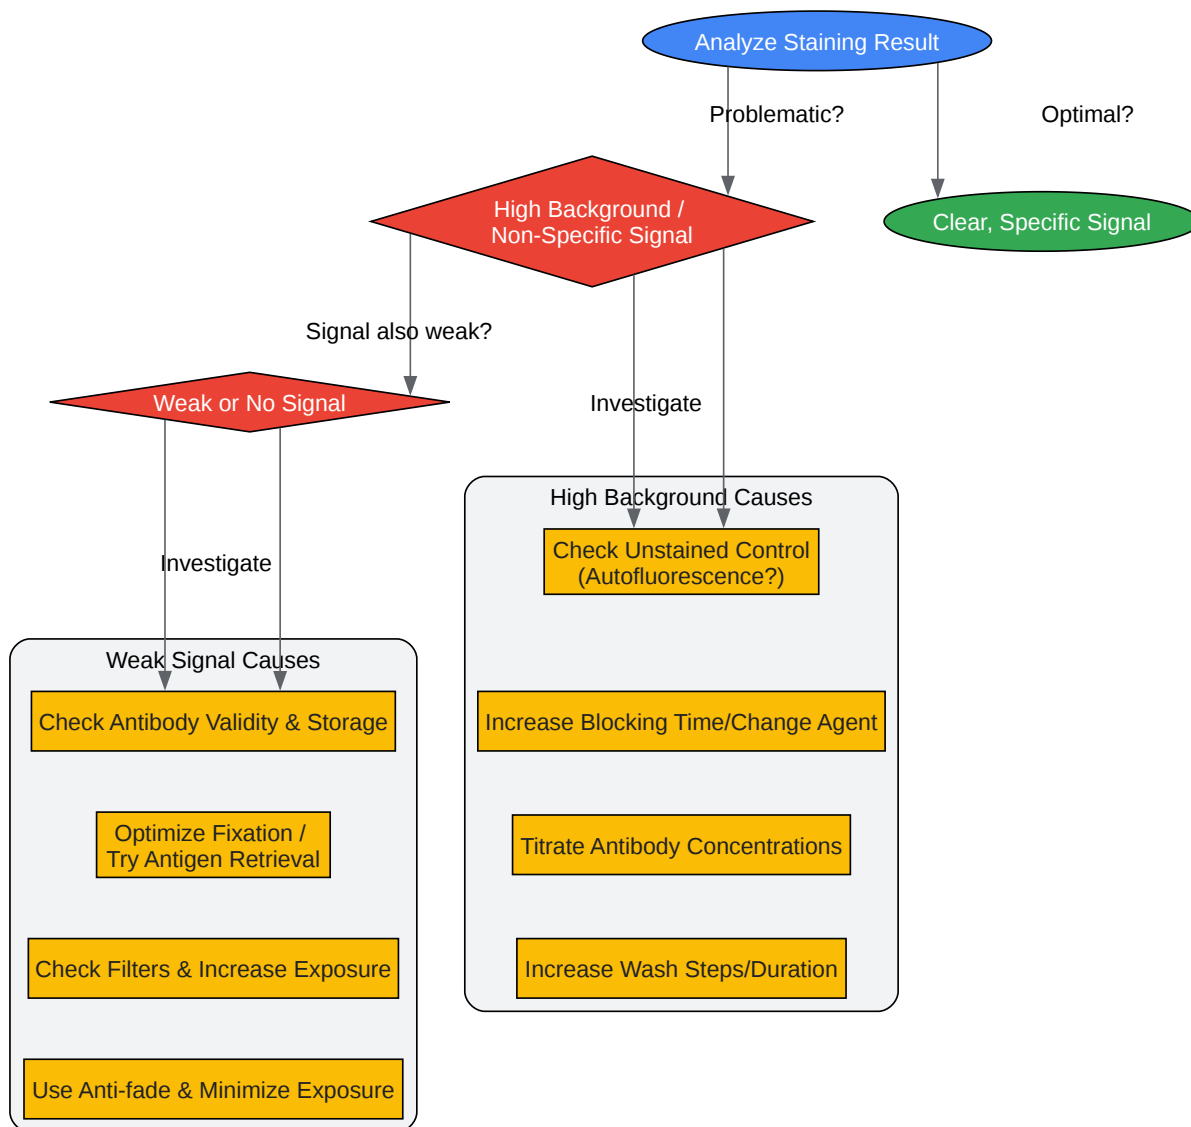 Analyze Staining Result
Problematic?
Optimal?
High Background /
Non-Specific Signal
Clear, Specific Signal
Signal also weak?
Weak or No Signal
Investigate
High Background Causes
Check Unstained Control
(Autofluorescence?)
Investigate
Weak Signal Causes
Check Antibody Validity & Storage
Increase Blocking Time/Change Agent
Optimize Fixation /
Try Antigen Retrieval
Titrate Antibody Concentrations
Check Filters & Increase Exposure
Increase Wash Steps/Duration
Use Anti-fade & Minimize Exposure